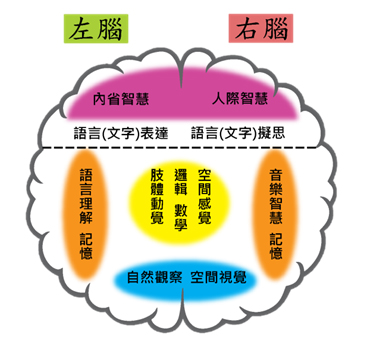 左腦
右腦
內省智慧
人際智慧
語言(文字)表達
語言(文字)擬思
語言理解 記憶
肢體動覺
邏輯 數學
空間感覺
音樂智慧 記憶
自然觀察 空間視覺